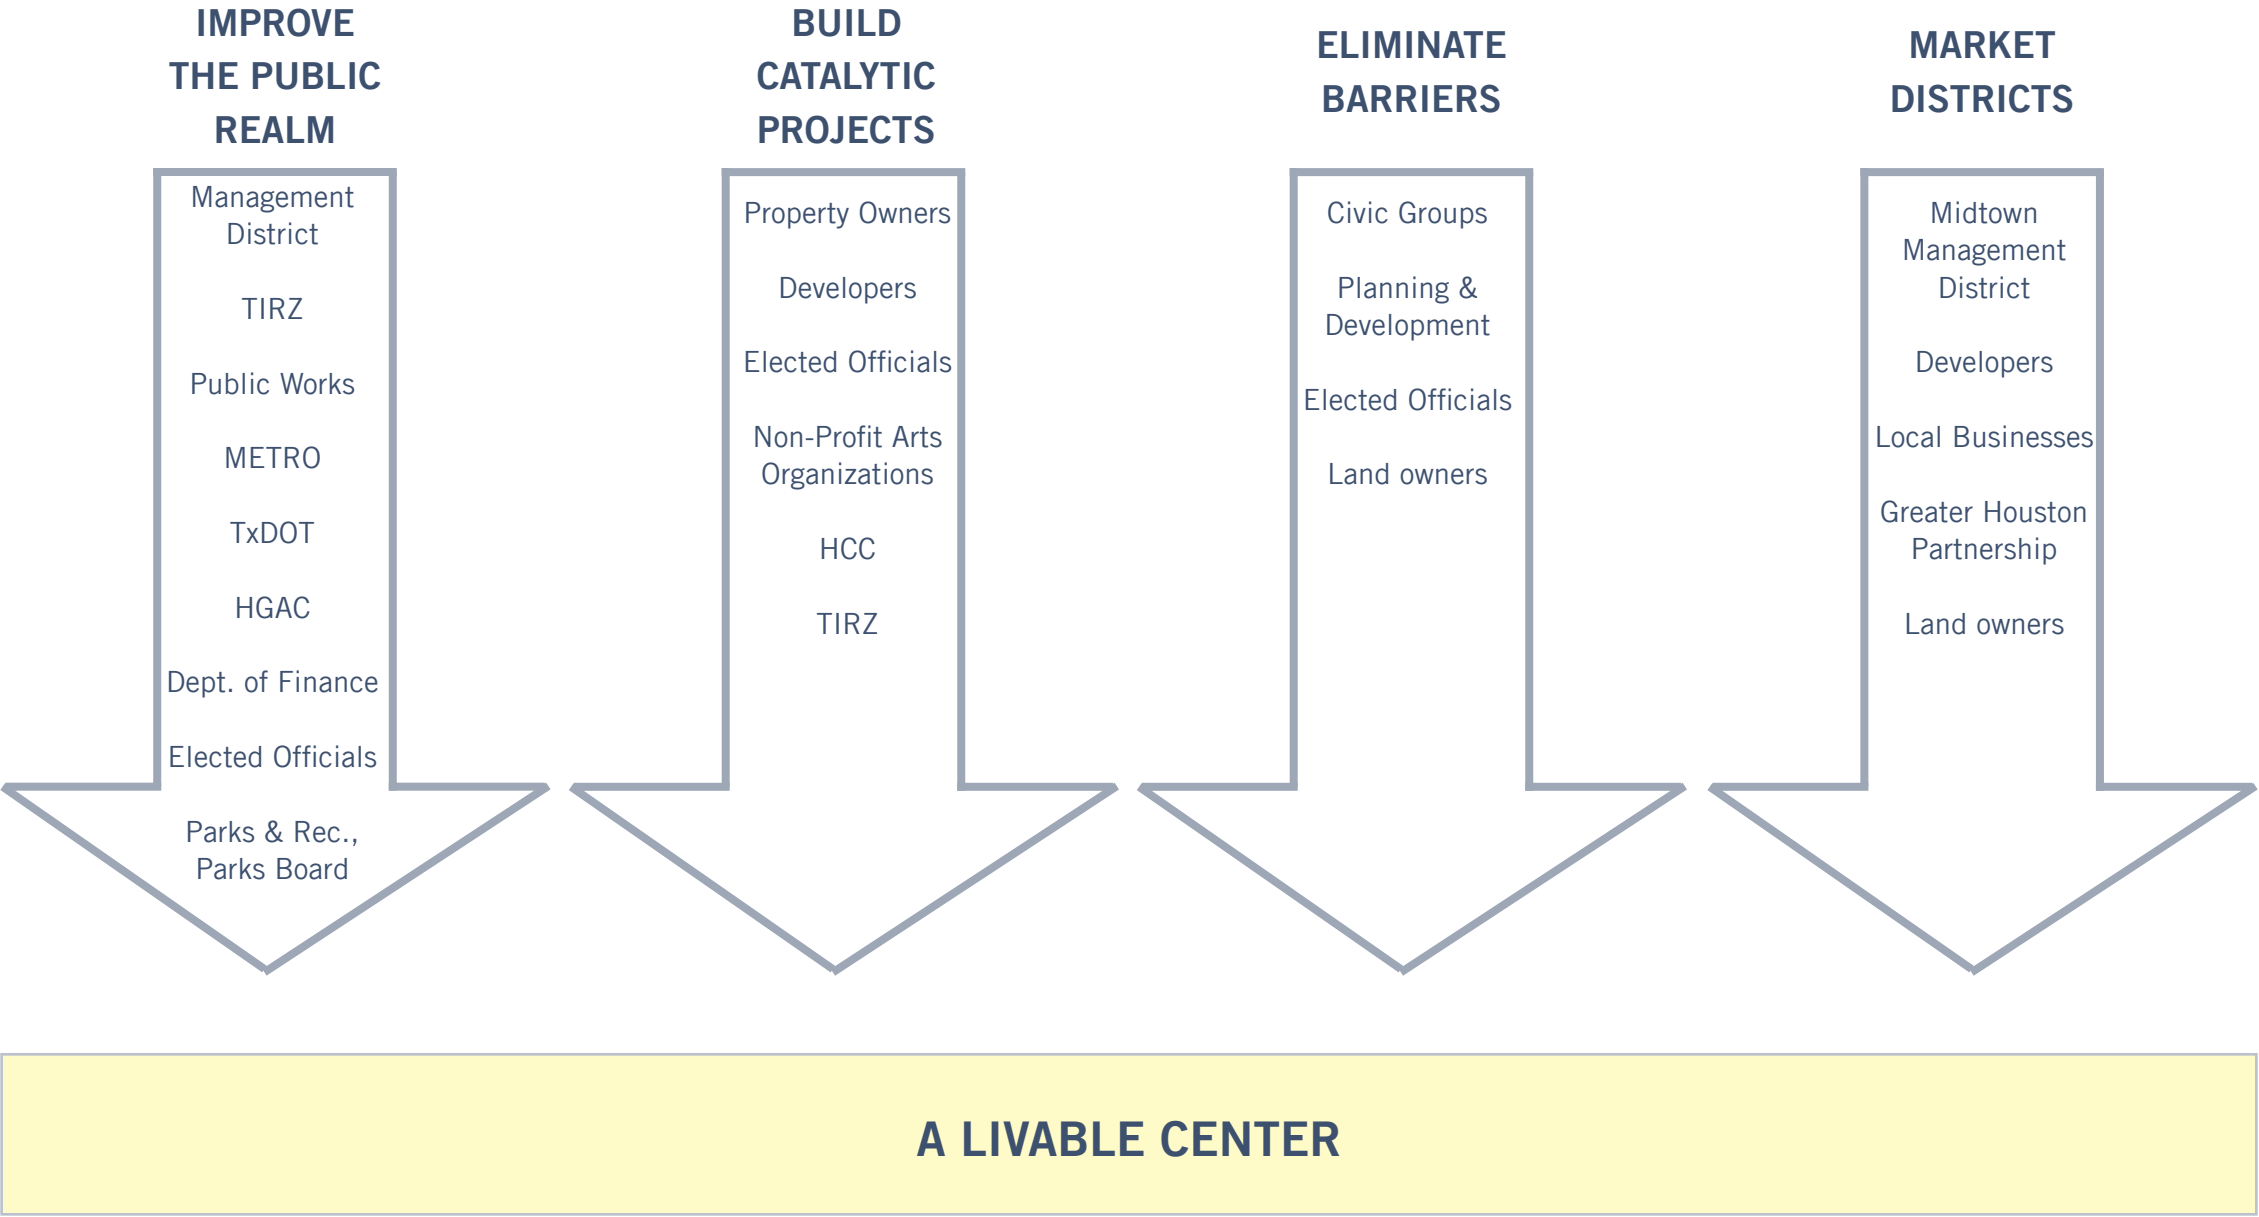 IMPROVE
THE PUBLIC
REALM
Management
District
TIRZ
Public Works
METRO
TxDOT
HGAC
Dept. of Finance
Elected Officials
Parks & Rec.,
Parks Board
BUILD
CATALYTIC
PROJECTS
Property Owners
Developers
Elected Officials
Non-Profit Arts
Organizations
HCC
TIRZ
ELIMINATE
BARRIERS
Civic Groups
Planning &
Development
Elected Officials
Land owners
MARKET
DISTRICTS
Midtown
Management
District
Developers
Local Businesses
Greater Houston
Partnership
Land owners
A LIVABLE CENTER